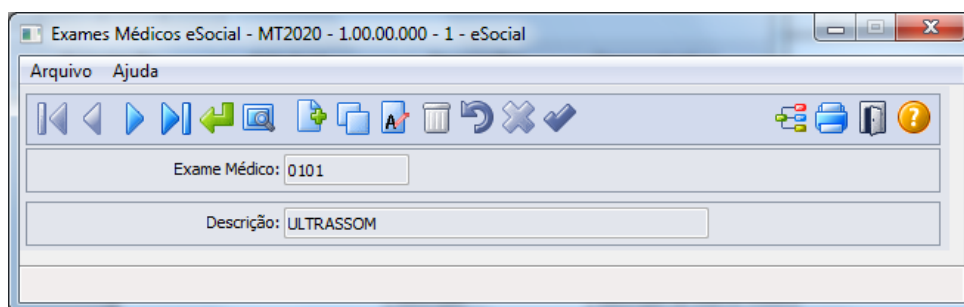 Exames Médicos eSocial - MT2020 - 1.00.00.000 - 1 - eSocial
Arquivo Ajuda
Exame Médico: 0101
Descrição: ULTRASSOM